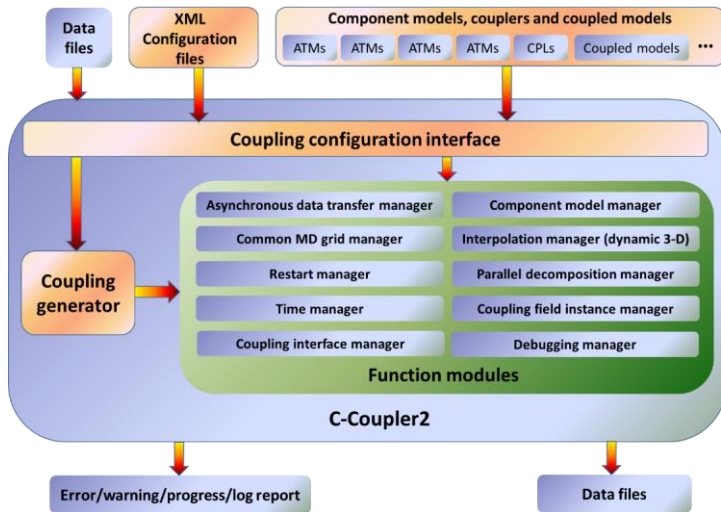 Data
files
XML
Configuration
files
Component models, couplers and coupled models
ATMs ATMs ATMs ATMs CPLs Coupled models ...
Coupling configuration interface
Coupling
generator
Asynchronous data transfer manager Component model manager
Common MD grid manager Interpolation manager (dynamic 3-D)
Restart manager Parallel decomposition manager
Time manager Coupling field instance manager
Coupling interface manager Debugging manager
Function modules
C-Coupler2
Error/warning/progress/log report
Data files